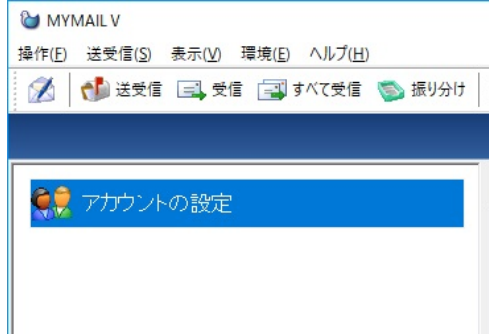 MYMAIL V
操作(F) 送受信(S) 表示(V) 環境(E) ヘルプ(H)
送受信 受信 すべて受信 振り分け
アカウントの設定